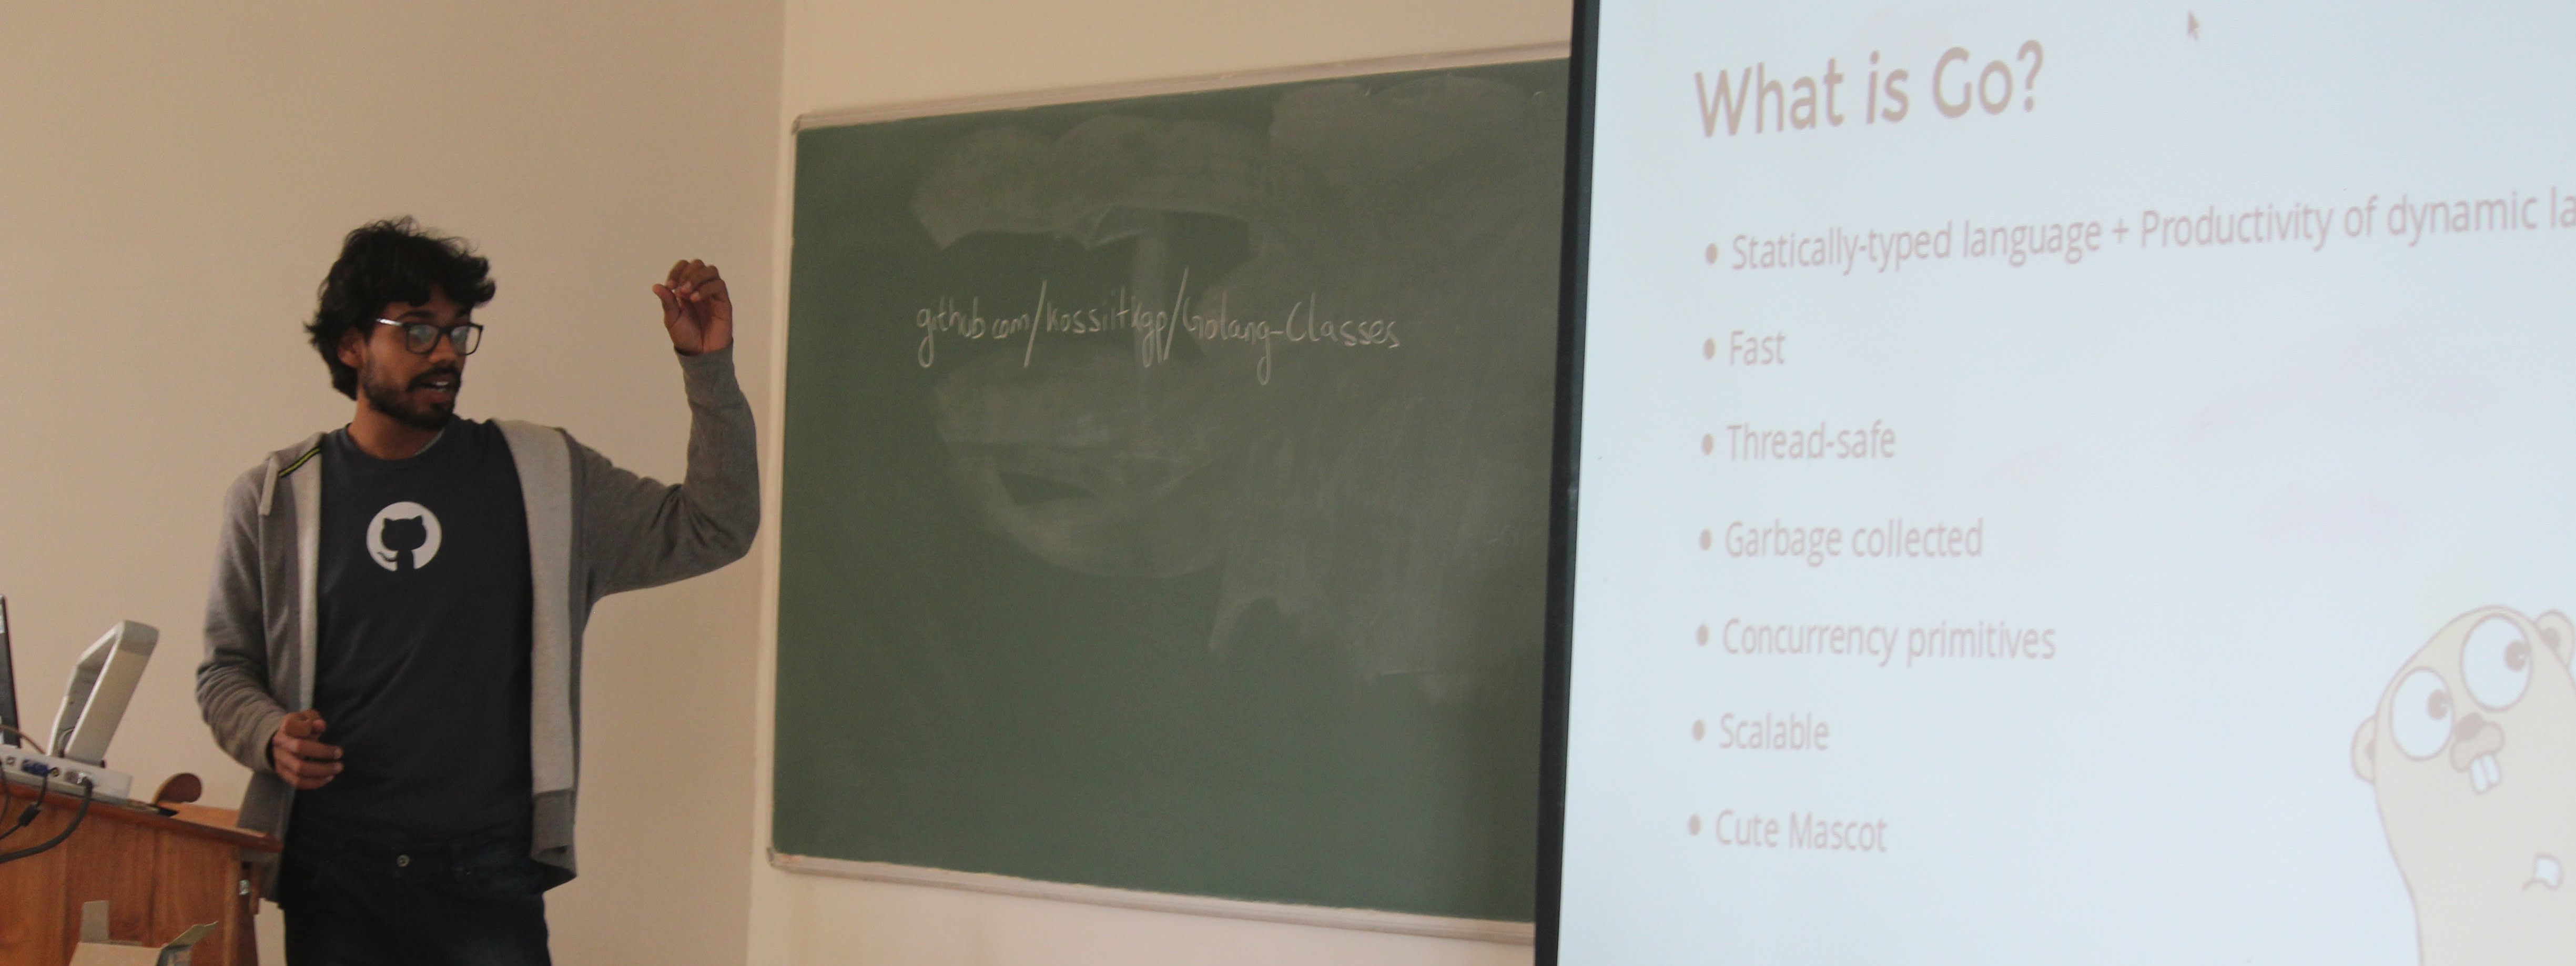 github.com/kossiitkgp/Golang-Classes
What is Go?
• Statically-typed language + Productivity of dynamic la
• Fast
• Thread-safe
• Garbage collected
• Concurrency primitives
• Scalable
• Cute Mascot